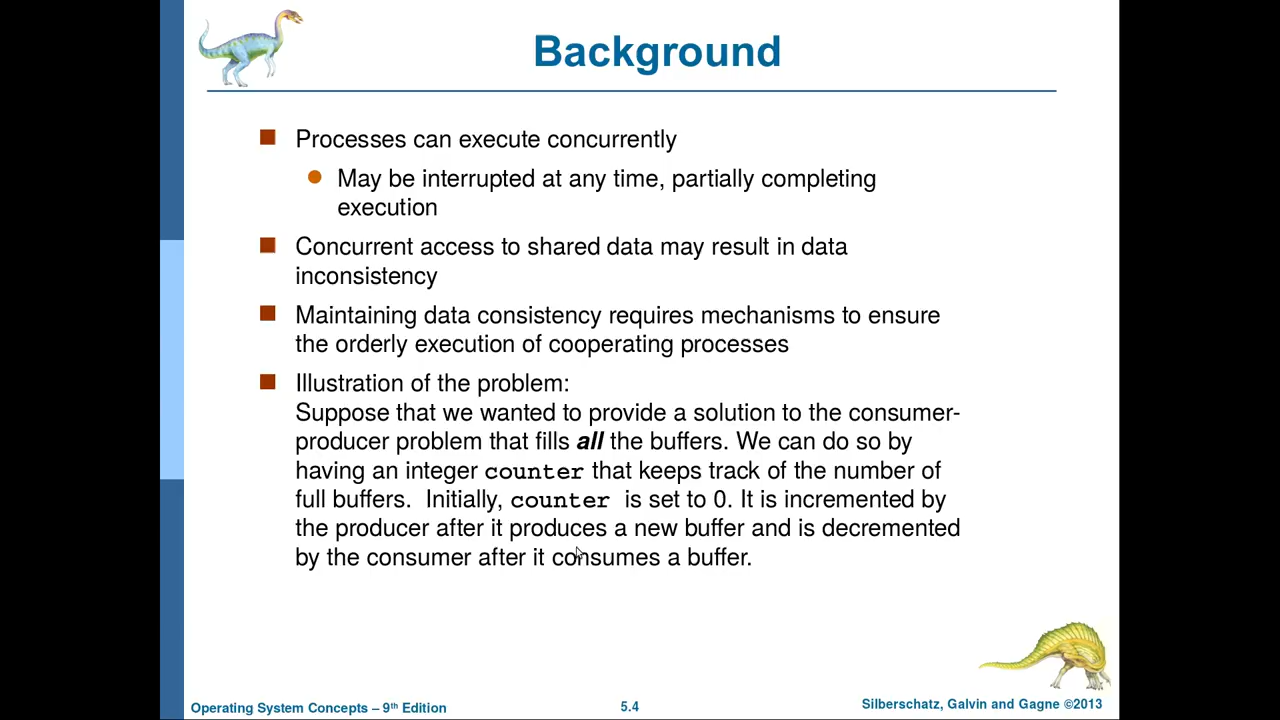 Background
Processes can execute concurrently
May be interrupted at any time, partially completing
execution
Concurrent access to shared data may result in data
inconsistency
Maintaining data consistency requires mechanisms to ensure
the orderly execution of cooperating processes
Illustration of the problem:
Suppose that we wanted to provide a solution to the consumer-
producer problem that fills all the buffers. We can do so by
having an integer counter that keeps track of the number of
full buffers.  Initially, counter is set to 0. It is incremented by
the producer after it produces a new buffer and is decremented
by the consumer after it consumes a buffer.
Operating System Concepts – 9th Edition
5.4
Silberschatz, Galvin and Gagne ©2013